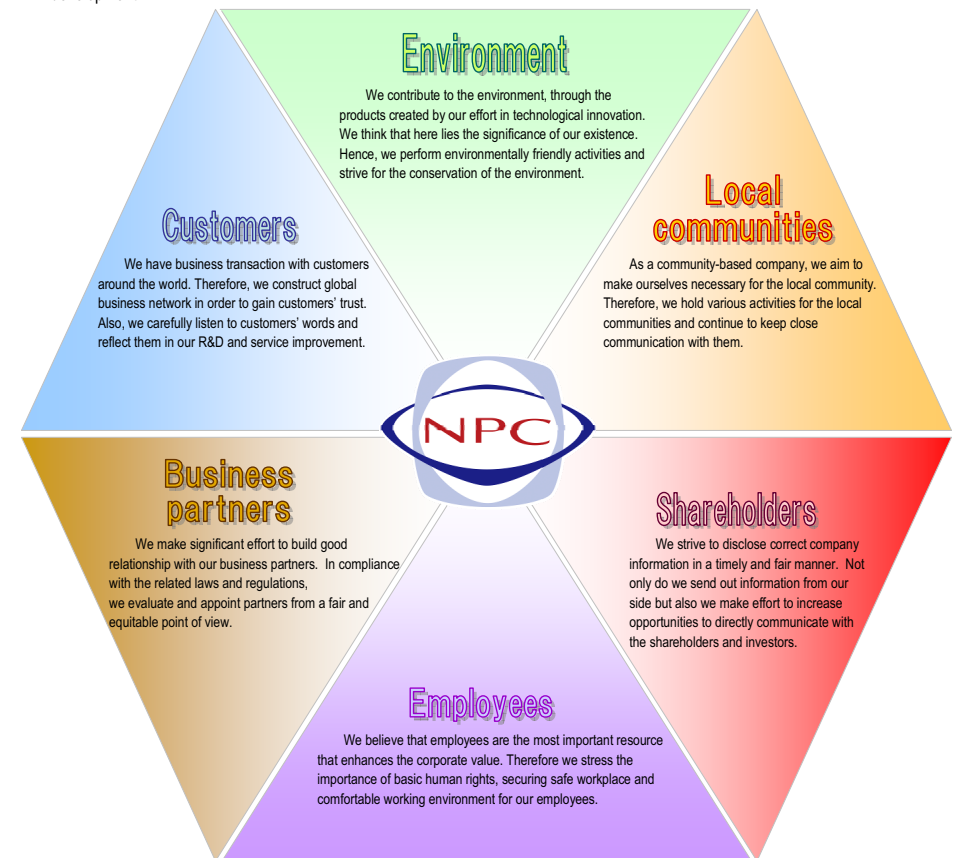 Environment
We contribute to the environment, through the
products created by our effort in technological innovation.
We think that here lies the significance of our existence.
Hence, we perform environmentally friendly activities and
strive for the conservation of the environment.
Customers
We have business transaction with customers
around the world. Therefore, we construct global
business network in order to gain customers’ trust.
Also, we carefully listen to customers’ words and
reflect them in our R&D and service improvement.
Local
communities
As a community-based company, we aim to
make ourselves necessary for the local community.
Therefore, we hold various activities for the local
communities and continue to keep close
communication with them.
NPC
Business
partners
We make significant effort to build good
relationship with our business partners.  In compliance
with the related laws and regulations,
we evaluate and appoint partners from a fair and
equitable point of view.
Shareholders
We strive to disclose correct company
information in a timely and fair manner.  Not
only do we send out information from our
side but also we make effort to increase
opportunities to directly communicate with
the shareholders and investors.
Employees
We believe that employees are the most important resource
that enhances the corporate value. Therefore we stress the
importance of basic human rights, securing safe workplace and
comfortable working environment for our employees.